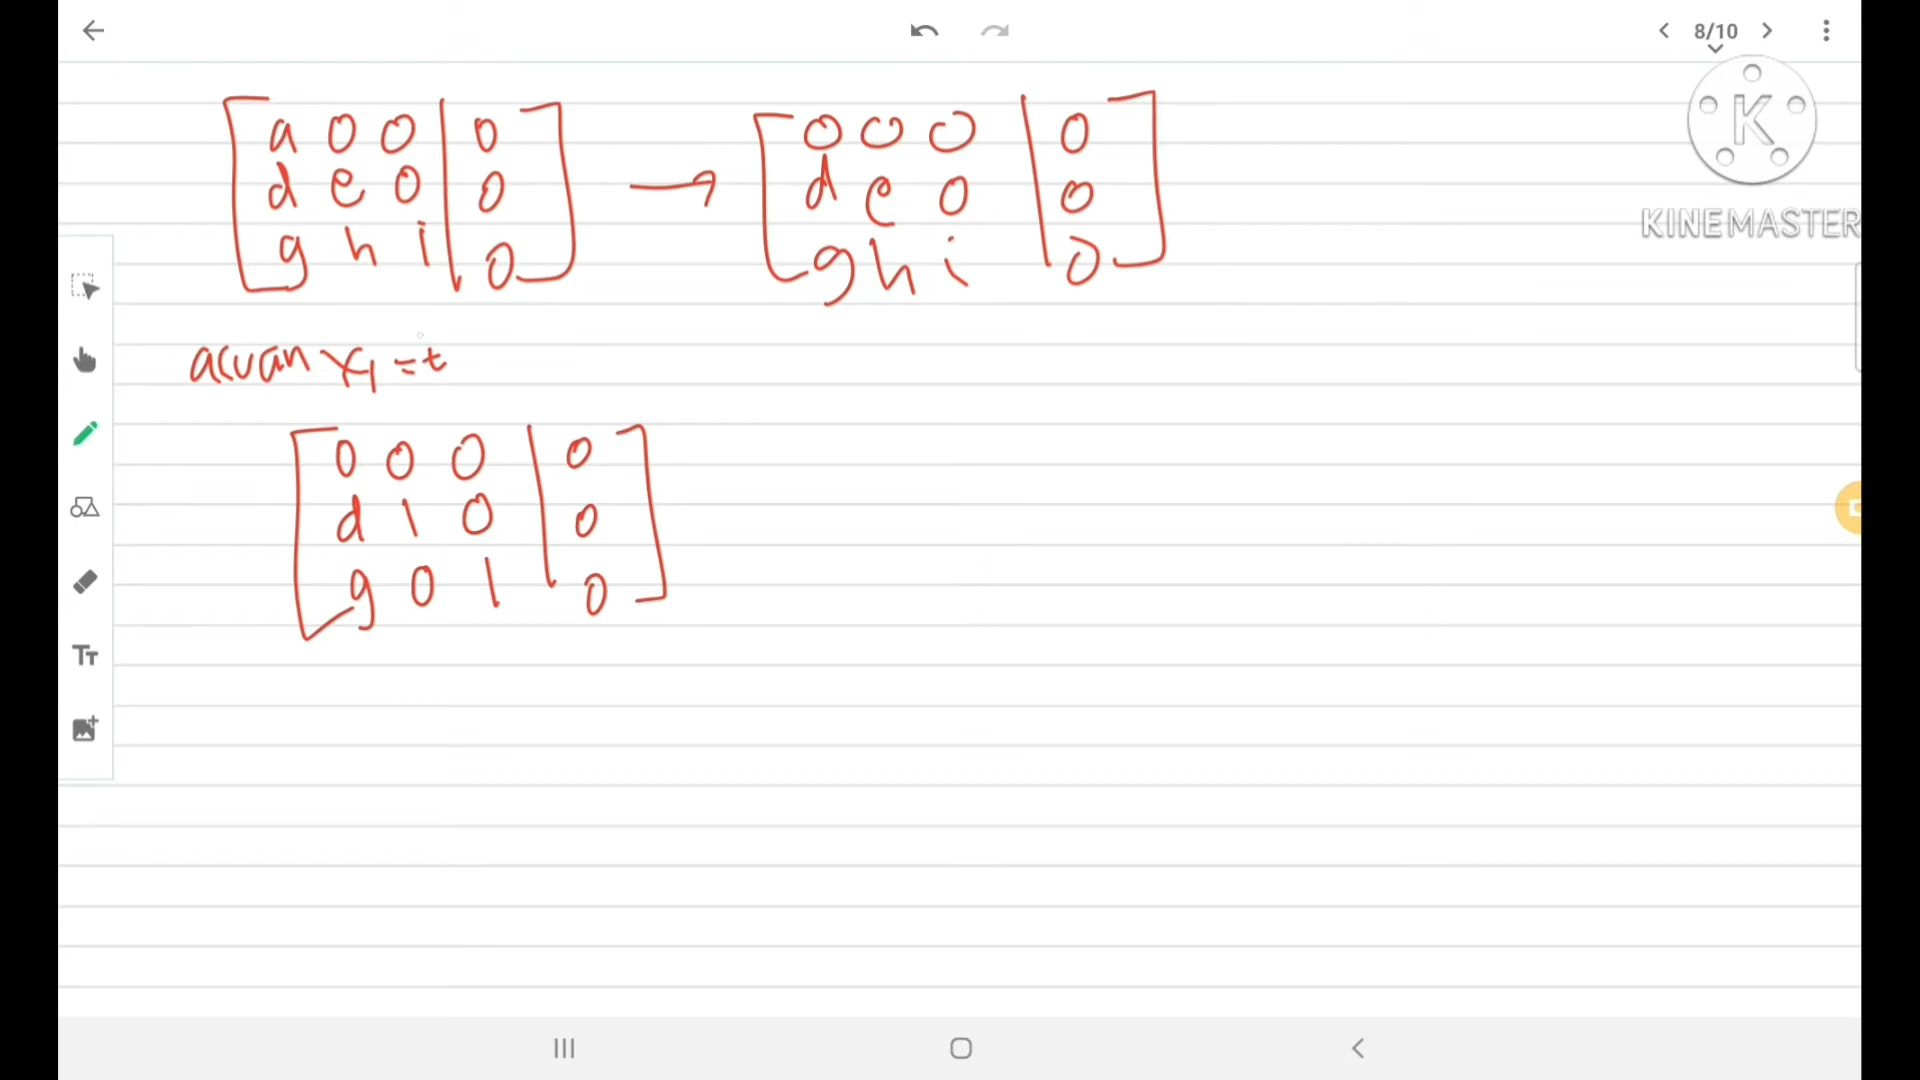 8/10
K
KINEMASTER
a 0 0 | 0 → 0 0 0 | 0
d e 0 | 0 d e 0 | 0
g h i | 0 g h i | 0
acuan x₁ = t
0 0 0 | 0
d 1 0 | 0
g 0 1 | 0
TT